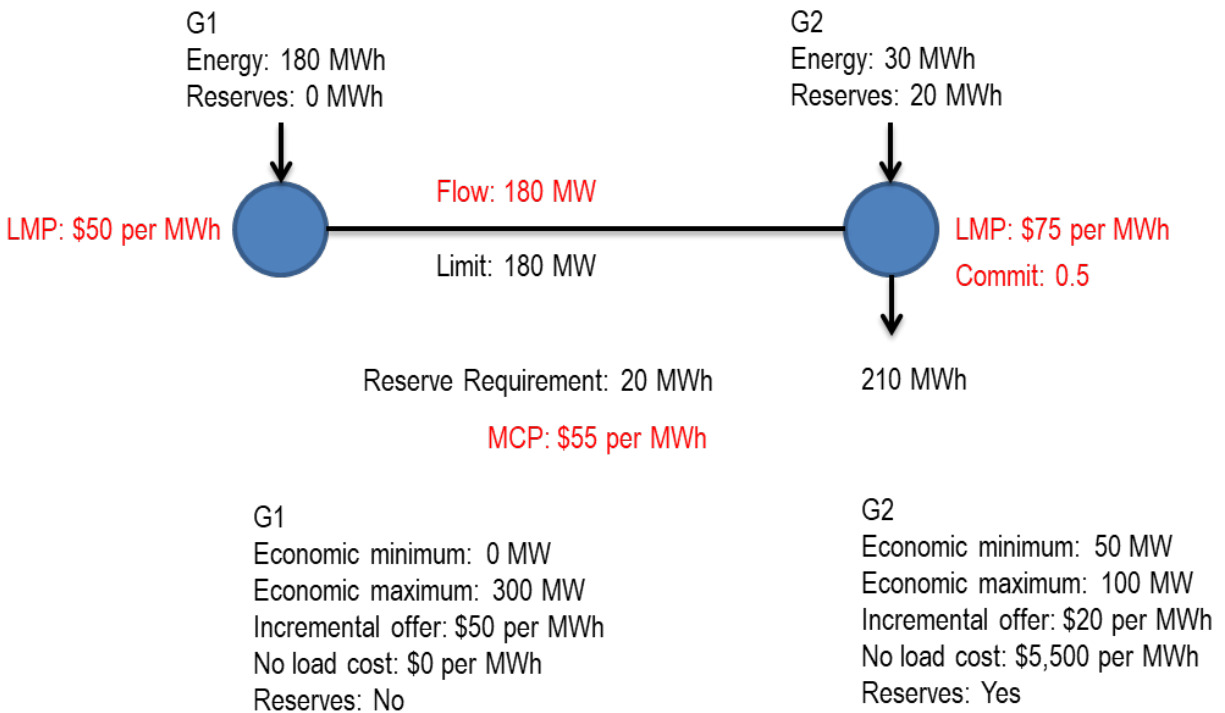 G1
Energy: 180 MWh
Reserves: 0 MWh
G2
Energy: 30 MWh
Reserves: 20 MWh
Flow: 180 MW
LMP: $50 per MWh
LMP: $75 per MWh
Limit: 180 MW
Commit: 0.5
Reserve Requirement: 20 MWh
210 MWh
MCP: $55 per MWh
G1
Economic minimum: 0 MW
Economic maximum: 300 MW
Incremental offer: $50 per MWh
No load cost: $0 per MWh
Reserves: No
G2
Economic minimum: 50 MW
Economic maximum: 100 MW
Incremental offer: $20 per MWh
No load cost: $5,500 per MWh
Reserves: Yes